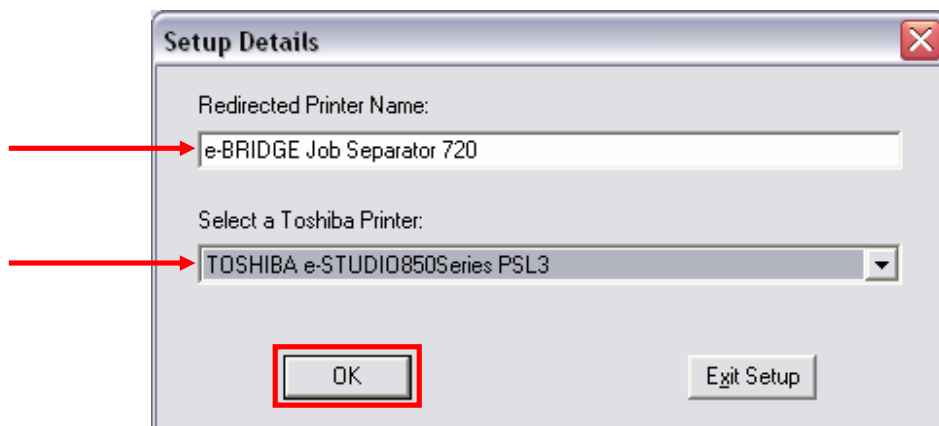 Setup Details
Redirected Printer Name:
e-BRIDGE Job Separator 720
Select a Toshiba Printer:
TOSHIBA e-STUDIO850Series PSL3
OK
Exit Setup